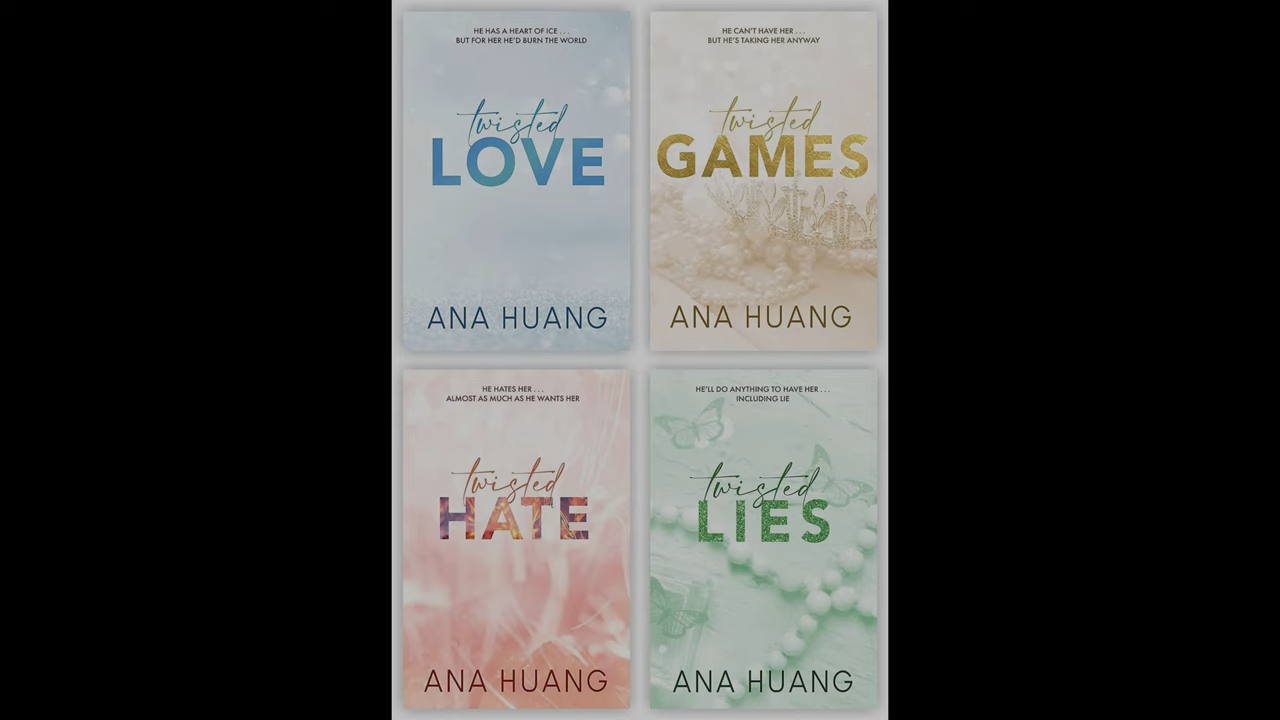 HE HAS A HEART OF ICE . . .
BUT FOR HER HE'D BURN THE WORLD
twisted
LOVE
ANA HUANG
HE CAN'T HAVE HER . . .
BUT HE'S TAKING HER ANYWAY
twisted
GAMES
ANA HUANG
HE HATES HER . . .
ALMOST AS MUCH AS HE WANTS HER
twisted
HATE
ANA HUANG
HE'LL DO ANYTHING TO HAVE HER . . .
INCLUDING LIE
twisted
LIES
ANA HUANG